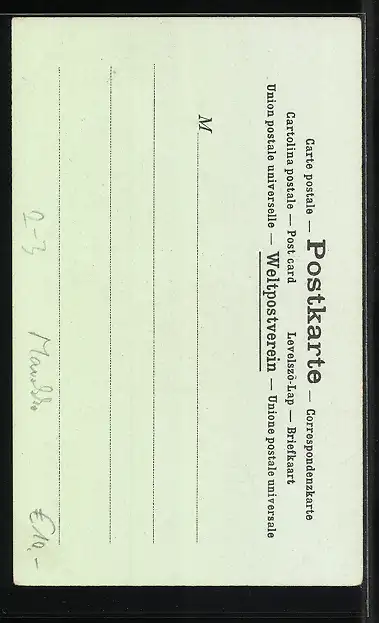 Carte postale — Postkarte — Correspondenzkarte
Cartolina postale — Post card Levelszö-Lap — Briefkaart
Union postale universelle — Weltpostverein — Unione postale universale
M
2-3 €10.-